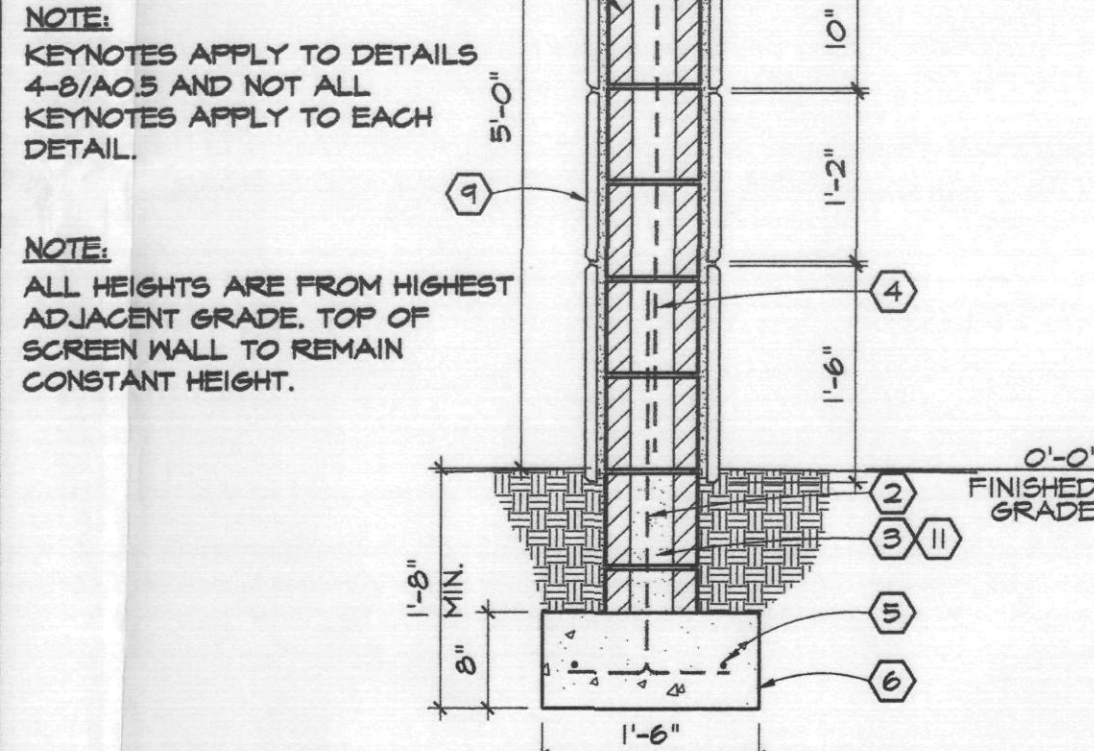 NOTE:
KEYNOTES APPLY TO DETAILS
4-8/A0.5 AND NOT ALL
KEYNOTES APPLY TO EACH
DETAIL.
NOTE:
ALL HEIGHTS ARE FROM HIGHEST
ADJACENT GRADE. TOP OF
SCREEN WALL TO REMAIN
CONSTANT HEIGHT.
5'-0"
9
10"
1'-2"
4
1'-6"
0'-0"
FINISHED
GRADE
2
3 11
5
6
1'-8"
MIN.
8"
1'-6"